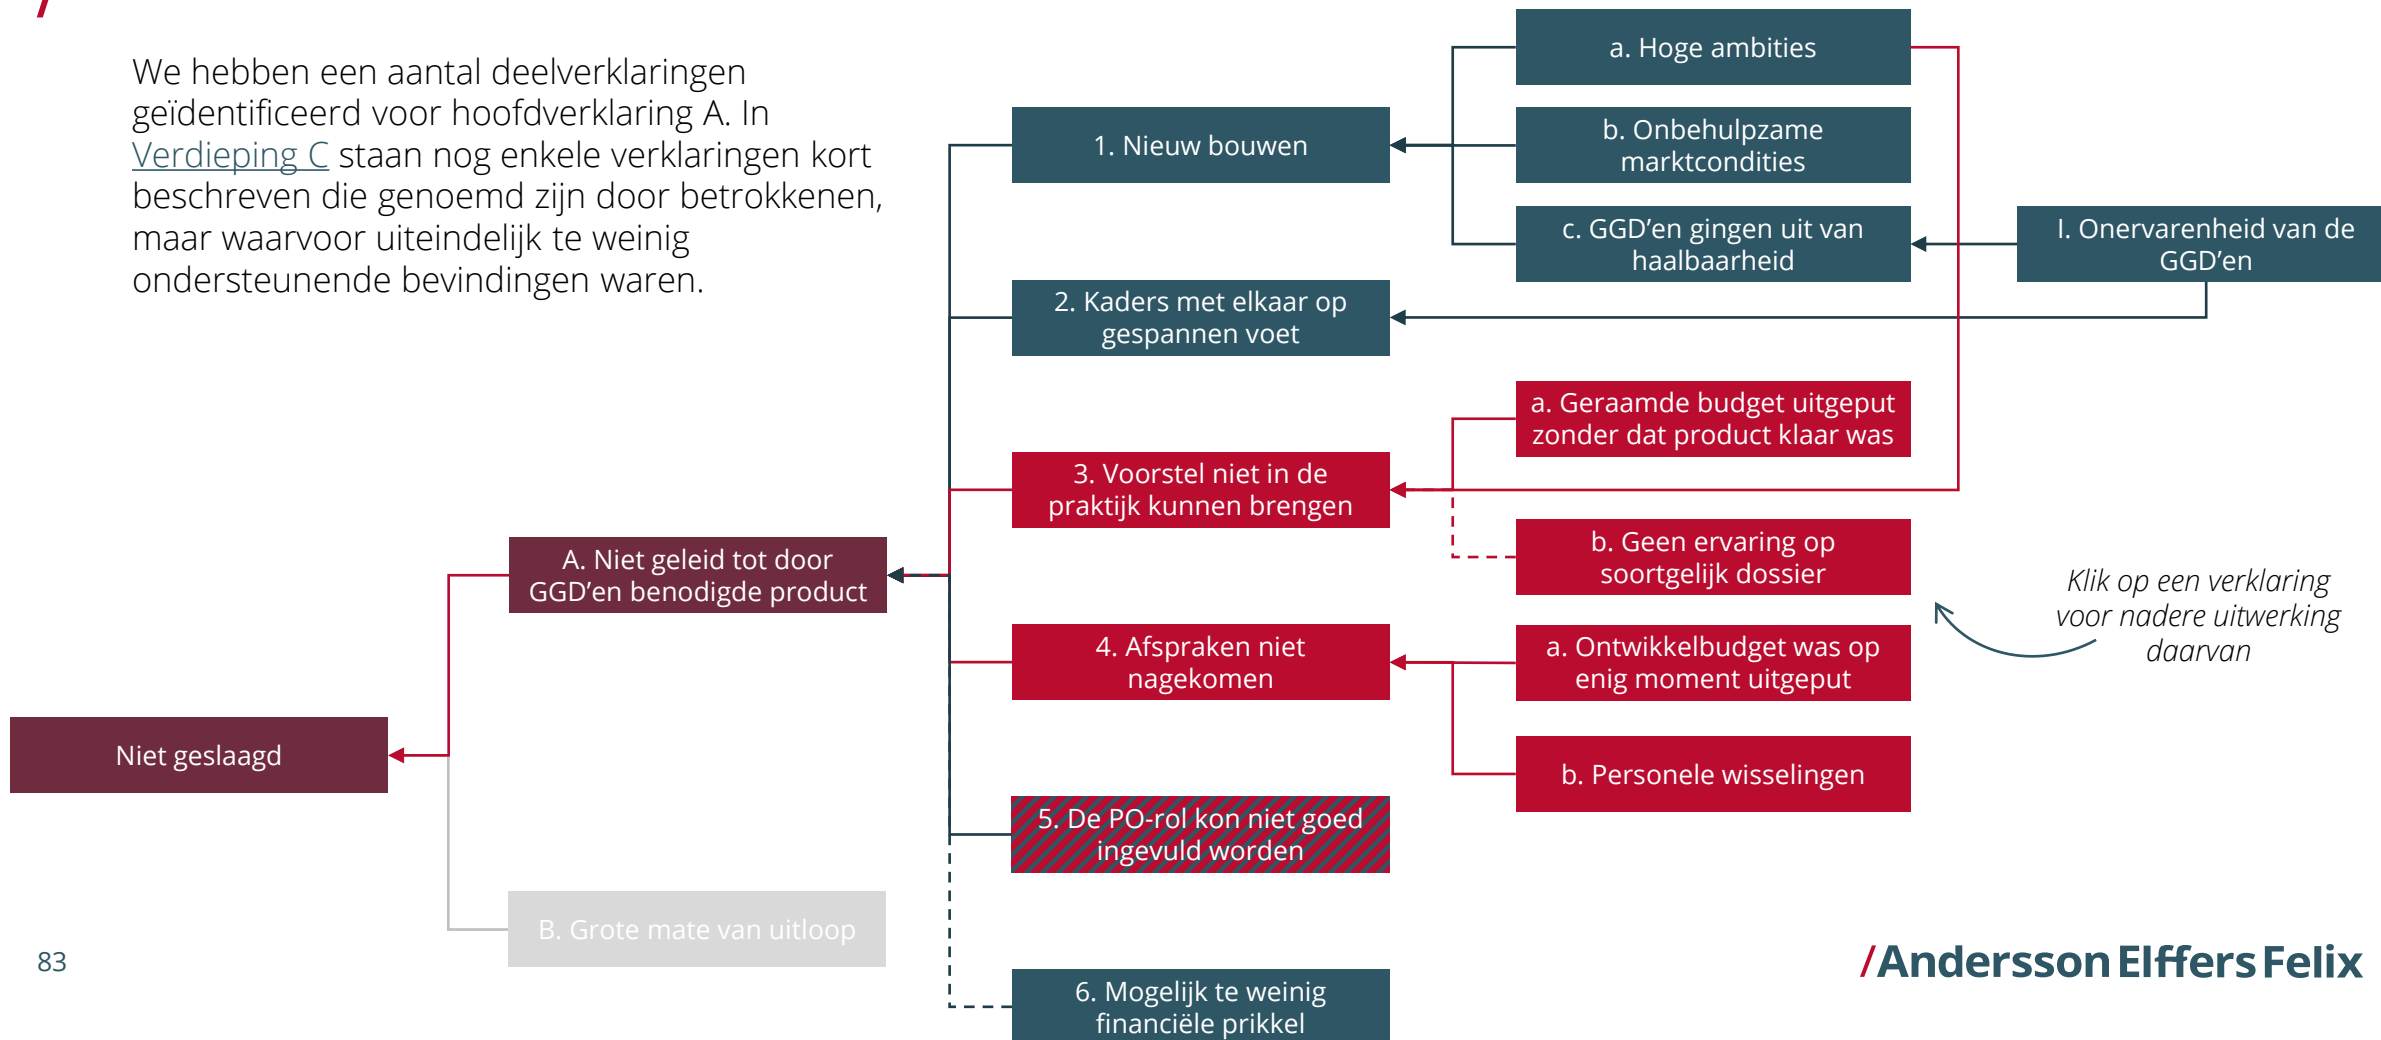 /
We hebben een aantal deelverklaringen
geïdentificeerd voor hoofdverklaring A. In
Verdieping C staan nog enkele verklaringen kort
beschreven die genoemd zijn door betrokkenen,
maar waarvoor uiteindelijk te weinig
ondersteunende bevindingen waren.
Niet geslaagd
A. Niet geleid tot door
GGD’en benodigde product
B. Grote mate van uitloop
1. Nieuw bouwen
2. Kaders met elkaar op
gespannen voet
3. Voorstel niet in de
praktijk kunnen brengen
4. Afspraken niet
nagekomen
5. De PO-rol kon niet goed
ingevuld worden
6. Mogelijk te weinig
financiële prikkel
a. Hoge ambities
b. Onbehulpzame
marktcondities
c. GGD’en gingen uit van
haalbaarheid
a. Geraamde budget uitgeput
zonder dat product klaar was
b. Geen ervaring op
soortgelijk dossier
a. Ontwikkelbudget was op
enig moment uitgeput
b. Personele wisselingen
I. Onervarenheid van de
GGD’en
Klik op een verklaring
voor nadere uitwerking
daarvan
83
/Andersson Elffers Felix